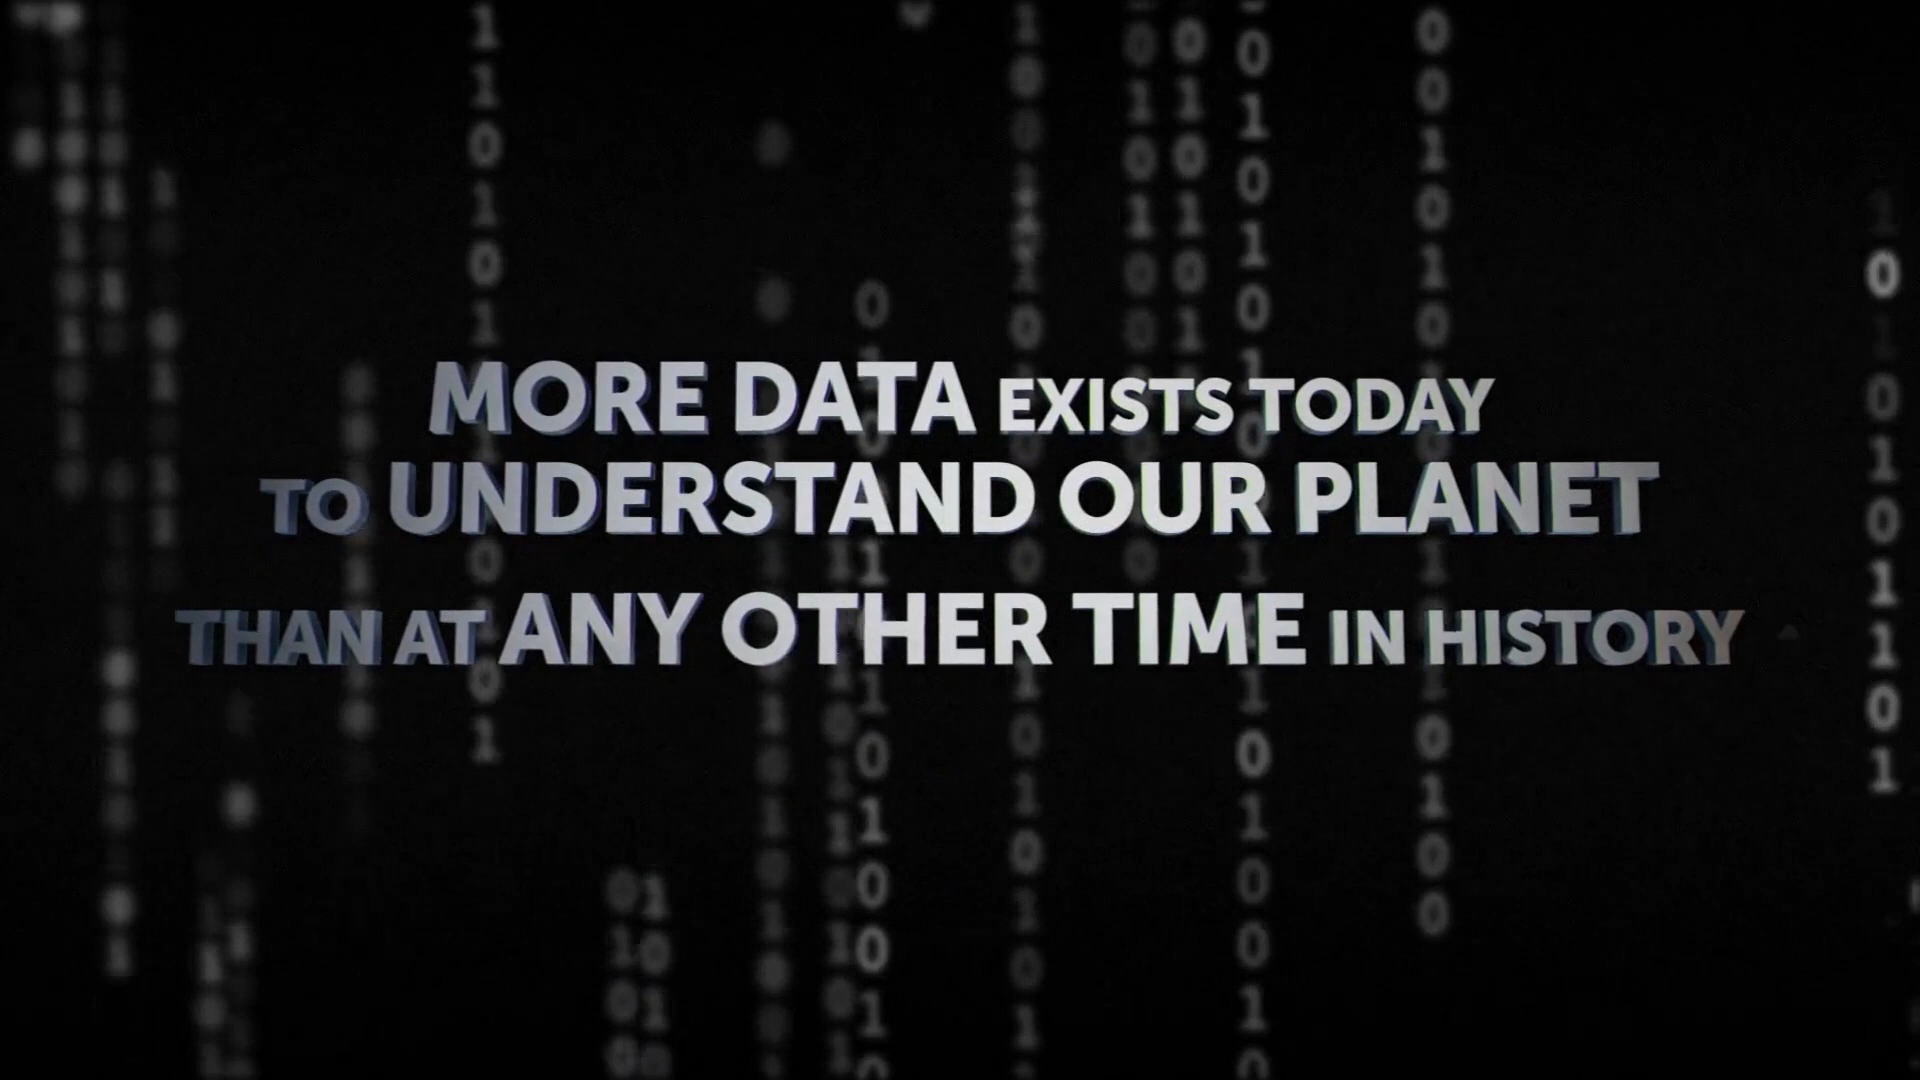 MORE DATA EXISTS TODAY
TO UNDERSTAND OUR PLANET
THAN AT ANY OTHER TIME IN HISTORY